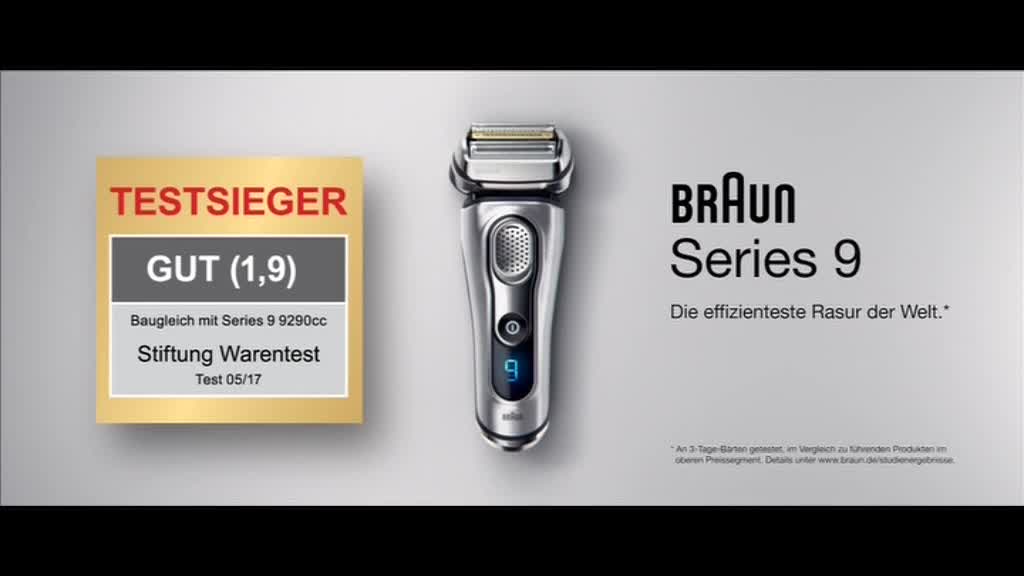 TESTSIEGER
GUT (1,9)
Baugleich mit Series 9 9290cc
Stiftung Warentest
Test 05/17
9
BRAUN
BRAUN
Series 9
Die effizienteste Rasur der Welt.*
* An 3-Tage-Bärten getestet, im Vergleich zu führenden Produkten im
oberen Preissegment. Details unter www.braun.de/studienergebnisse.